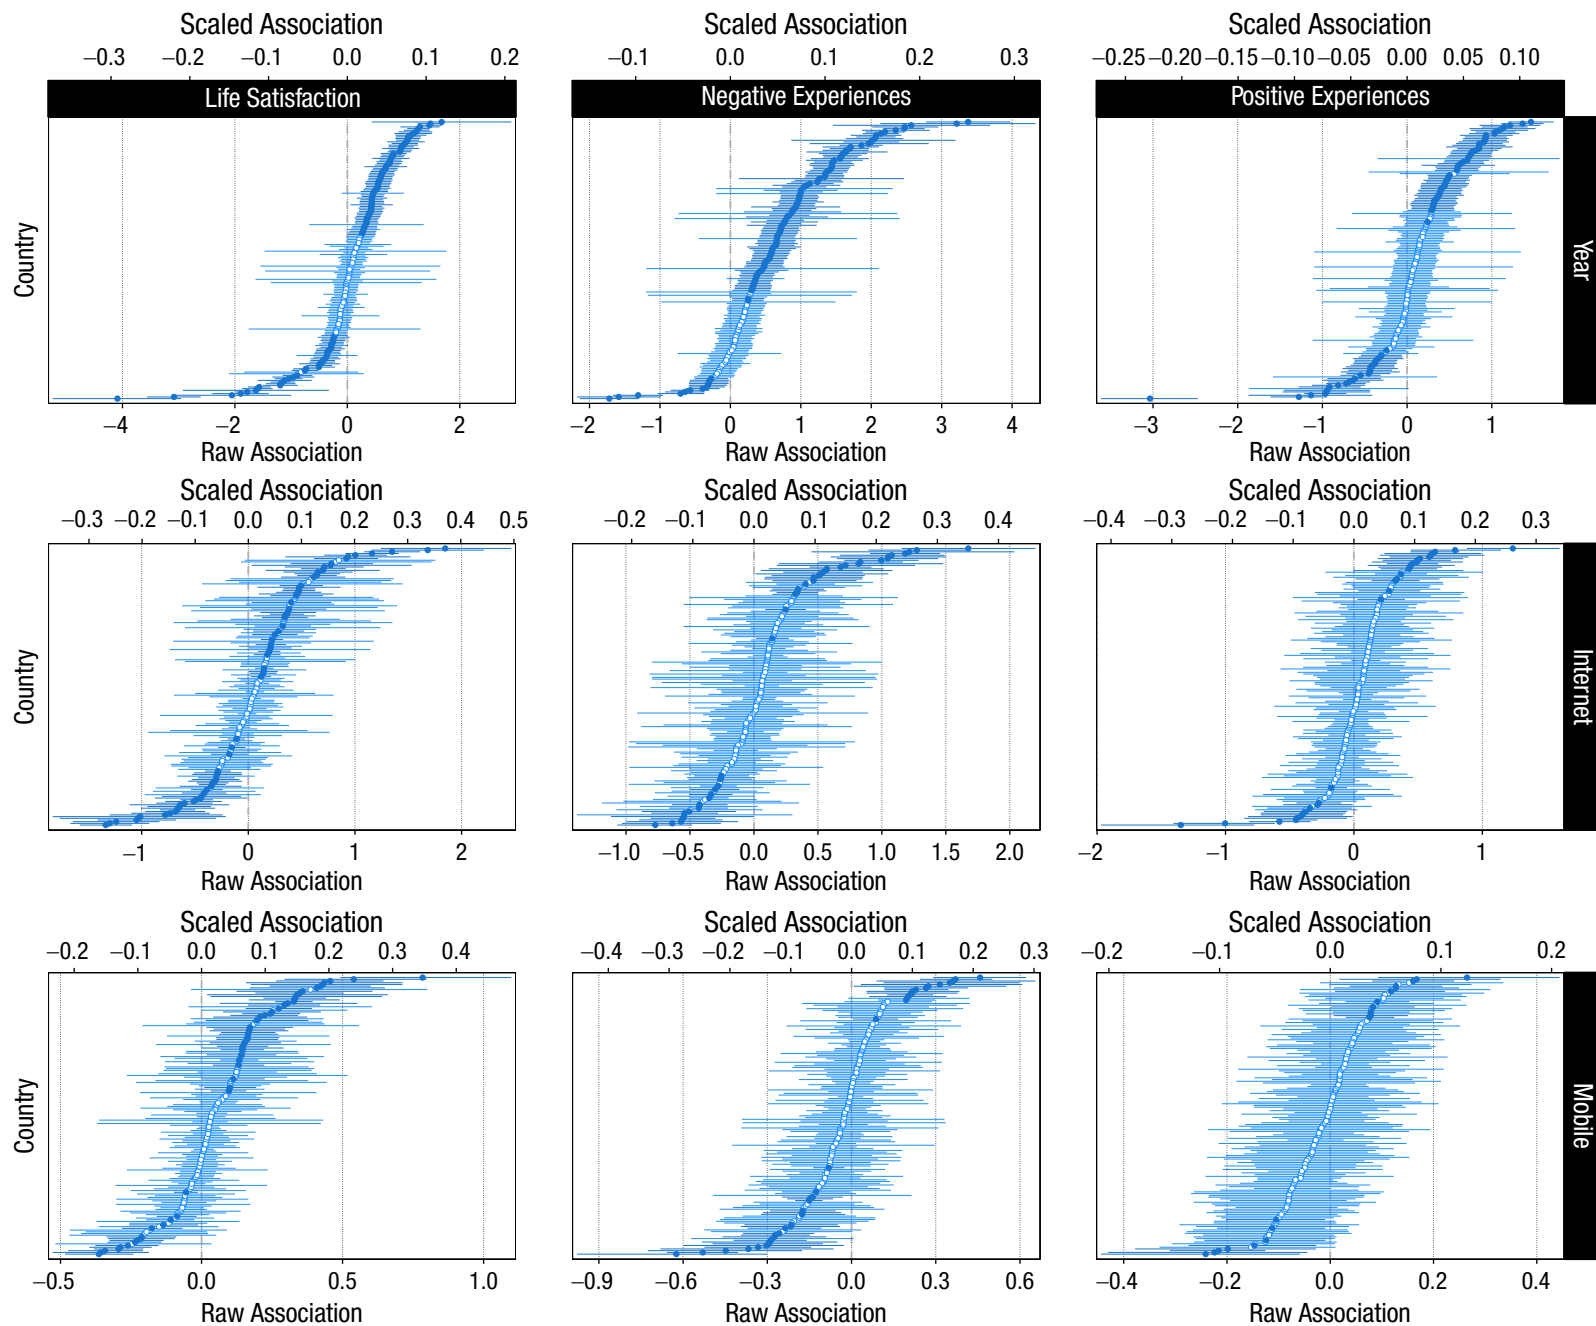 Scaled Association Scaled Association Scaled Association
−0.3 −0.2 −0.1 0.0 0.1 0.2 −0.1 0.0 0.1 0.2 0.3 −0.25 −0.20 −0.15 −0.10 −0.05 0.00 0.05 0.10
Life Satisfaction Negative Experiences Positive Experiences
Country
Year
−4 −2 0 2 −2 −1 0 1 2 3 4 −3 −2 −1 0 1
Raw Association Raw Association Raw Association
Scaled Association Scaled Association Scaled Association
−0.3 −0.2 −0.1 0.0 0.1 0.2 0.3 0.4 0.5 −0.2 −0.1 0.0 0.1 0.2 0.3 0.4 −0.4 −0.3 −0.2 −0.1 0.0 0.1 0.2 0.3
Country
Internet
−1 0 1 2 −1.0 −0.5 0.0 0.5 1.0 1.5 2.0 −2 −1 0 1
Raw Association Raw Association Raw Association
Scaled Association Scaled Association Scaled Association
−0.2 −0.1 0.0 0.1 0.2 0.3 0.4 −0.4 −0.3 −0.2 −0.1 0.0 0.1 0.2 0.3 −0.2 −0.1 0.0 0.1 0.2
Country
Mobile
−0.5 0.0 0.5 1.0 −0.9 −0.6 −0.3 0.0 0.3 0.6 −0.4 −0.2 0.0 0.2 0.4
Raw Association Raw Association Raw Association